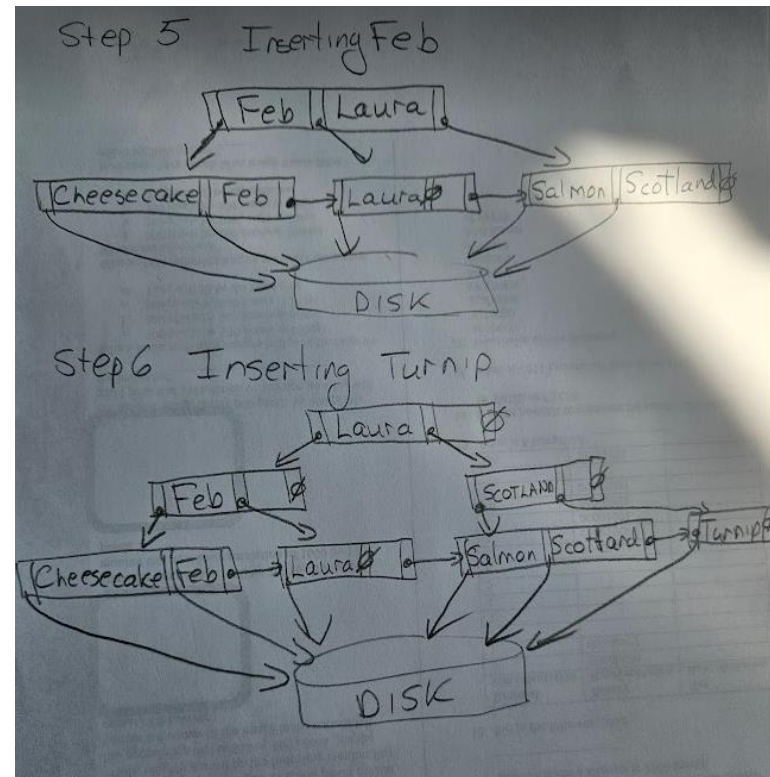 Step 5 Inserting Feb
Feb Laura
Cheesecake Feb Laura Ø Salmon Scotland Ø
DISK
Step 6 Inserting Turnip
Laura Ø
Feb Ø SCOTLAND Ø
Cheesecake Feb Laura Ø Salmon Scotland Turnip Ø
DISK